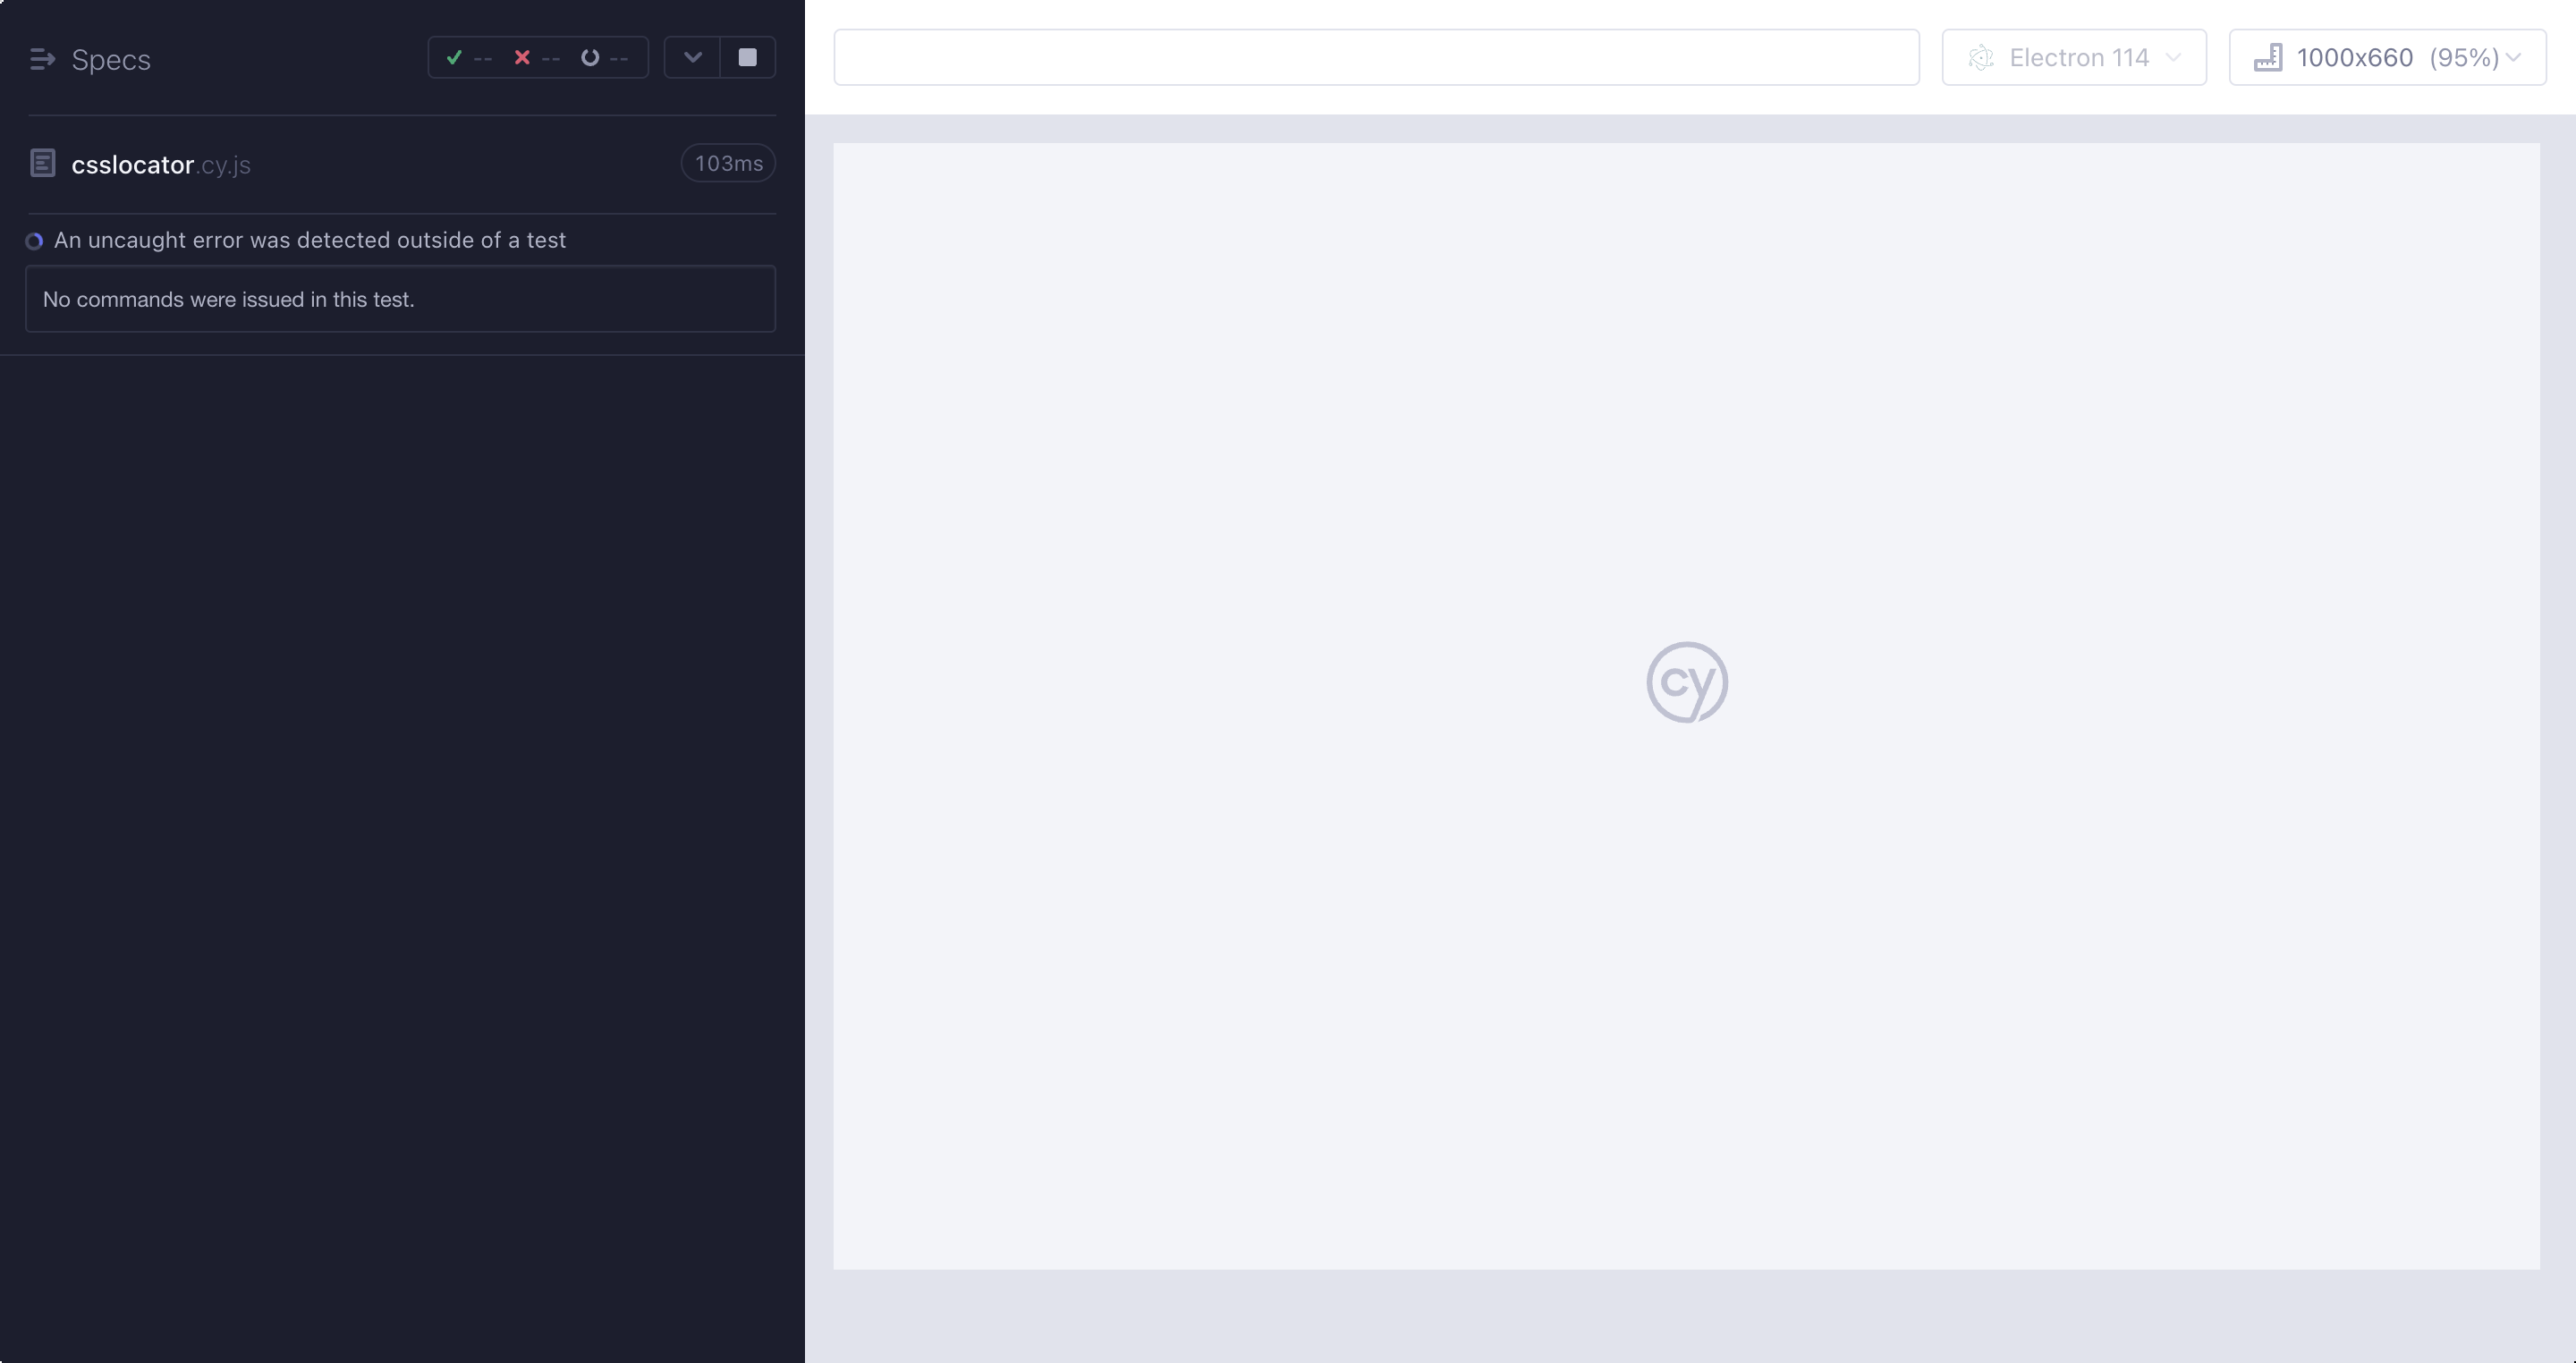 Specs
-- -- --
csslocator.cy.js
103ms
An uncaught error was detected outside of a test
No commands were issued in this test.
Electron 114
1000x660 (95%)
cy